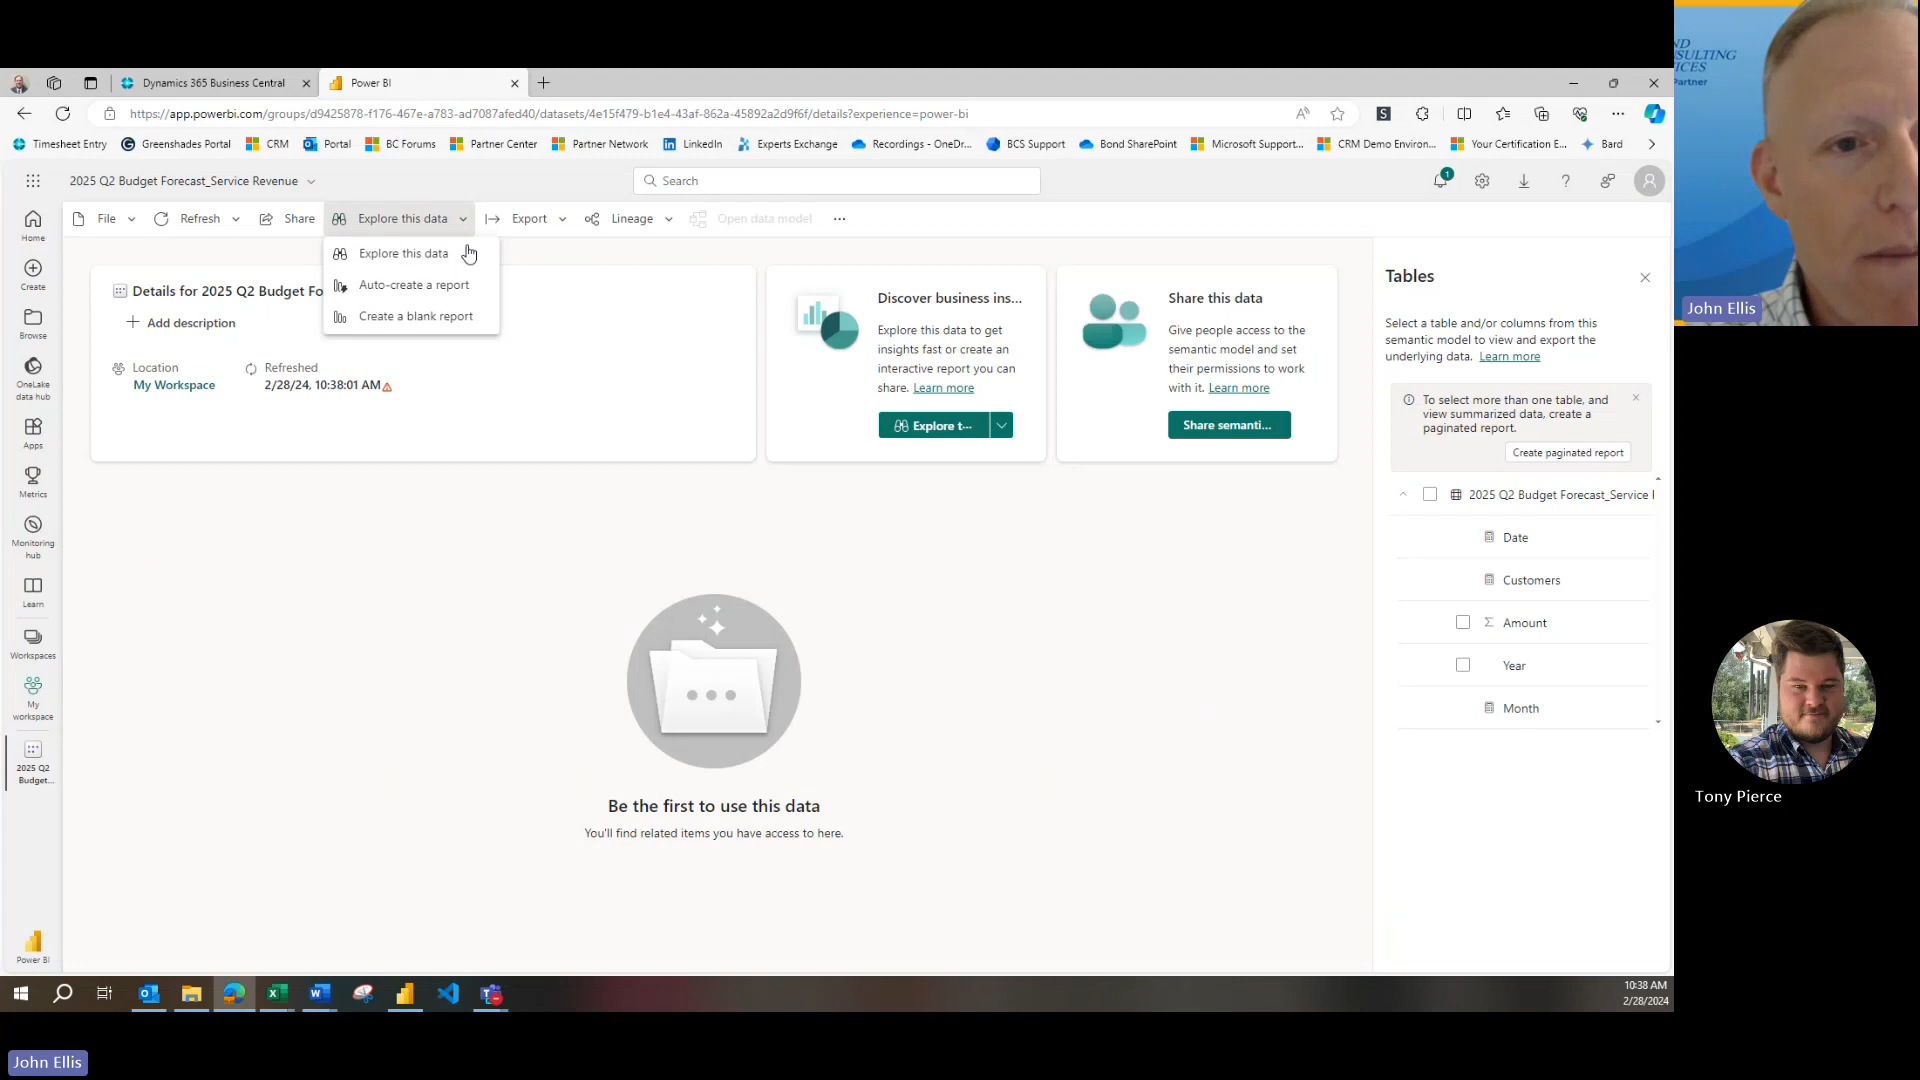 Dynamics 365 Business Central
Power BI
https://app.powerbi.com/groups/d9425878-f176-467e-a783-ad7087afed40/datasets/4e15f479-b1e4-43af-862a-45892a2d9f6f/details?experience=power-bi
Timesheet Entry
Greenshades Portal
CRM
Portal
BC Forums
Partner Center
Partner Network
LinkedIn
Experts Exchange
Recordings - OneDr...
BCS Support
Bond SharePoint
Microsoft Support...
CRM Demo Environ...
Your Certification E...
Bard
2025 Q2 Budget Forecast_Service Revenue
Search
1
File
Refresh
Share
Explore this data
Export
Lineage
Open data model
...
Explore this data
Auto-create a report
Create a blank report
Home
Create
Browse
OneLake
data hub
Apps
Metrics
Monitoring
hub
Learn
Workspaces
My
workspace
2025 Q2
Budget...
Power BI
Details for 2025 Q2 Budget Fo
Add description
Location
My Workspace
Refreshed
2/28/24, 10:38:01 AM
Discover business ins...
Explore this data to get
insights fast or create an
interactive report you can
share. Learn more
Explore t...
Share this data
Give people access to the
semantic model and set
their permissions to work
with it. Learn more
Share semanti...
Be the first to use this data
You'll find related items you have access to here.
Tables
Select a table and/or columns from this
semantic model to view and export the
underlying data. Learn more
To select more than one table, and
view summarized data, create a
paginated report.
Create paginated report
2025 Q2 Budget Forecast_Service
Date
Customers
Amount
Year
Month
10:38 AM
2/28/2024
ND
NSULTING
ICES
Partner
John Ellis
Tony Pierce
John Ellis